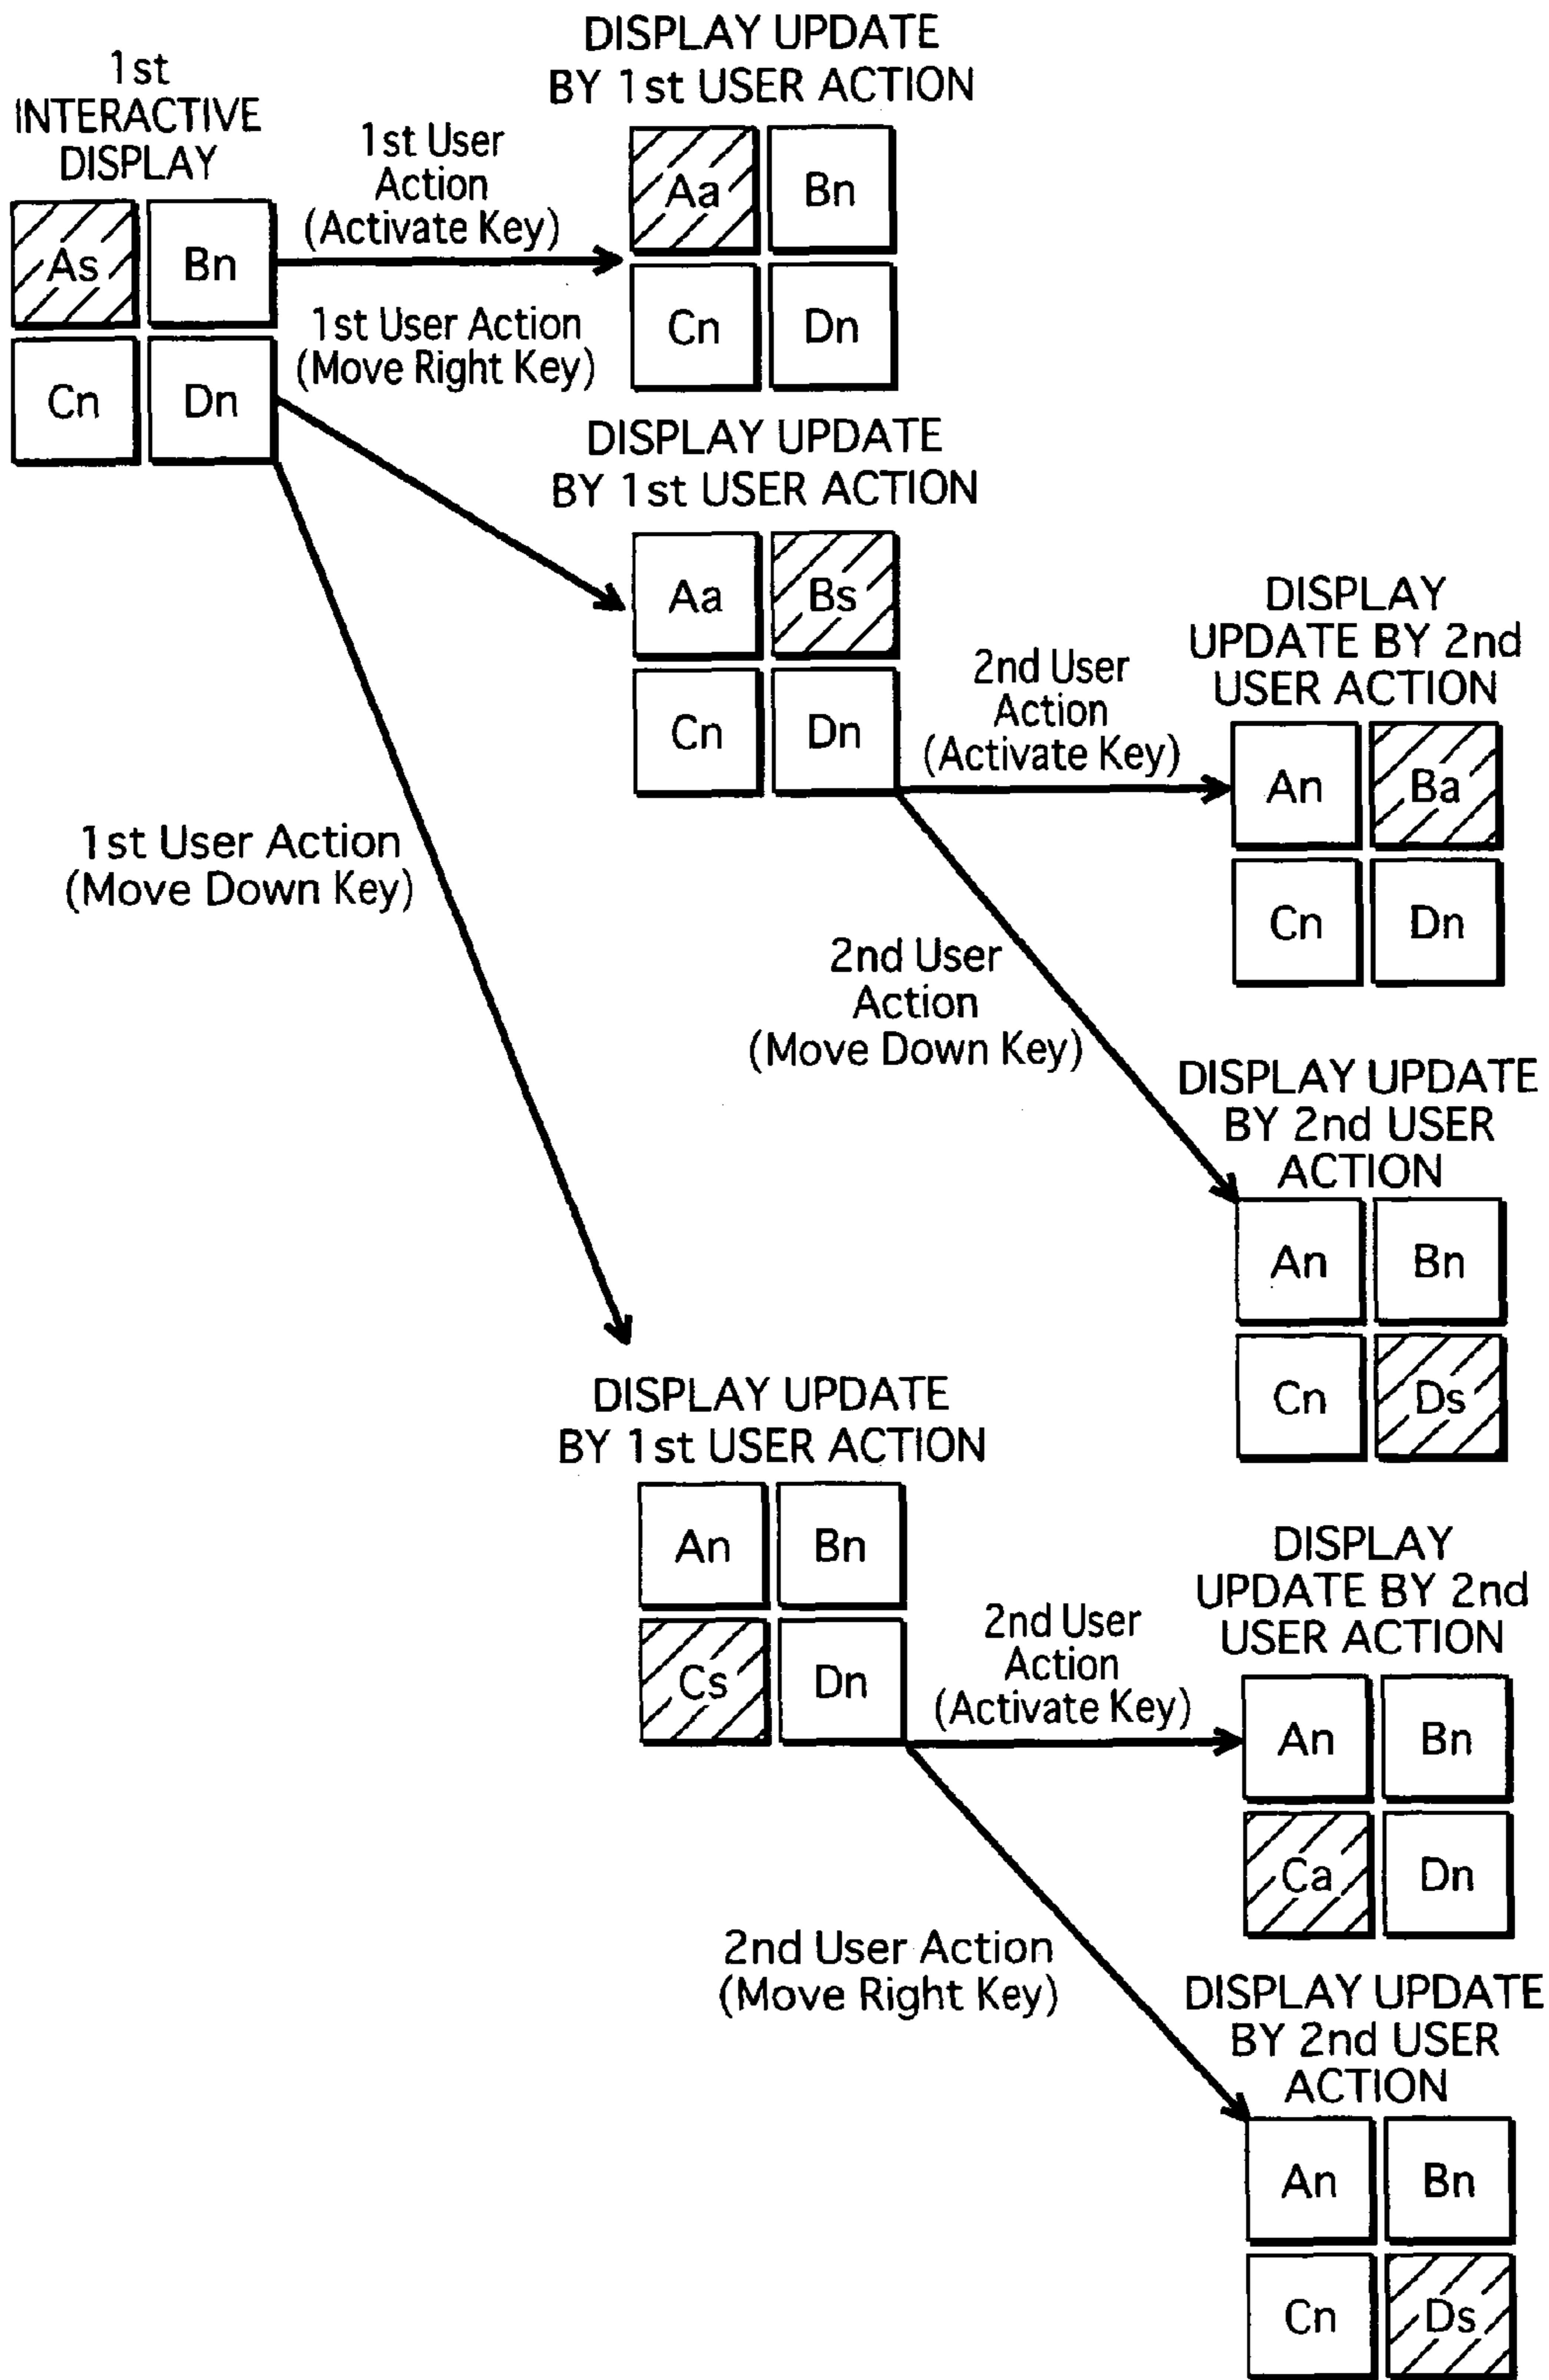 1st
INTERACTIVE
DISPLAY
As Bn
Cn Dn
1st User
Action
(Activate Key)
DISPLAY UPDATE
BY 1st USER ACTION
Aa Bn
Cn Dn
1st User Action
(Move Right Key)
DISPLAY UPDATE
BY 1st USER ACTION
Aa Bs
Cn Dn
2nd User
Action
(Activate Key)
DISPLAY
UPDATE BY 2nd
USER ACTION
An Ba
Cn Dn
2nd User
Action
(Move Down Key)
DISPLAY UPDATE
BY 2nd USER
ACTION
An Bn
Cn Ds
1st User Action
(Move Down Key)
DISPLAY UPDATE
BY 1st USER ACTION
An Bn
Cs Dn
2nd User
Action
(Activate Key)
DISPLAY
UPDATE BY 2nd
USER ACTION
An Bn
Ca Dn
2nd User Action
(Move Right Key)
DISPLAY UPDATE
BY 2nd USER
ACTION
An Bn
Cn Ds